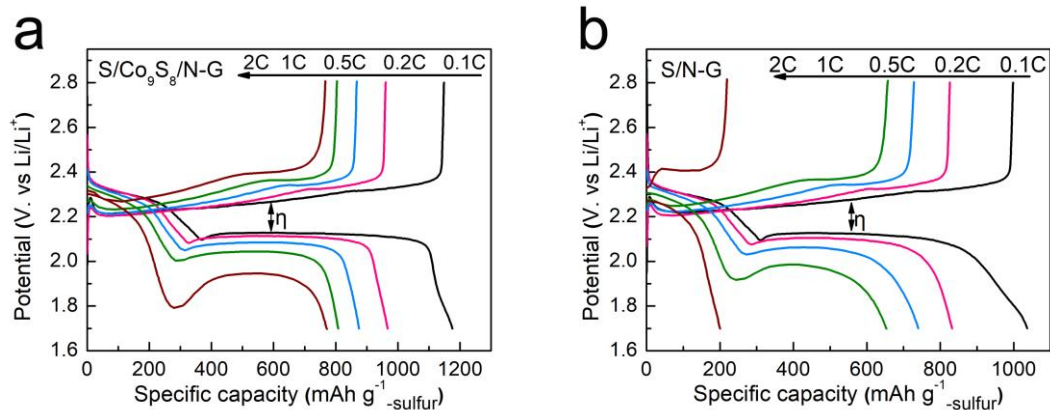 a
S/Co₉S₈/N-G
2C 1C 0.5C 0.2C 0.1C
η
2.8
2.6
2.4
2.2
2.0
1.8
1.6
0 200 400 600 800 1000 1200
Potential (V. vs Li/Li⁺)
Specific capacity (mAh g⁻¹-sulfur)
b
S/N-G
2C 1C 0.5C 0.2C 0.1C
η
2.8
2.6
2.4
2.2
2.0
1.8
1.6
0 200 400 600 800 1000
Potential (V. vs Li/Li⁺)
Specific capacity (mAh g⁻¹-sulfur)